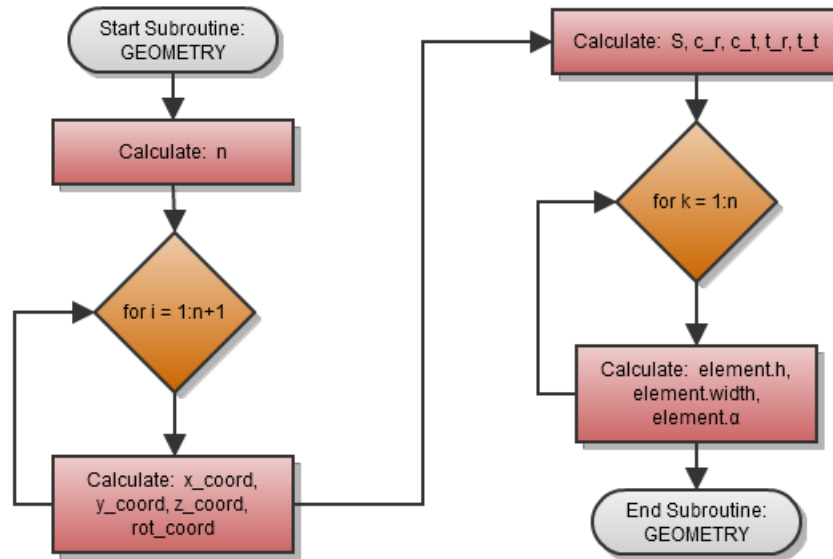 Start Subroutine:
GEOMETRY
Calculate:  n
for i = 1:n+1
Calculate:  x_coord,
y_coord, z_coord,
rot_coord
Calculate:  S, c_r, c_t, t_r, t_t
for k = 1:n
Calculate:  element.h,
element.width,
element.α
End Subroutine:
GEOMETRY